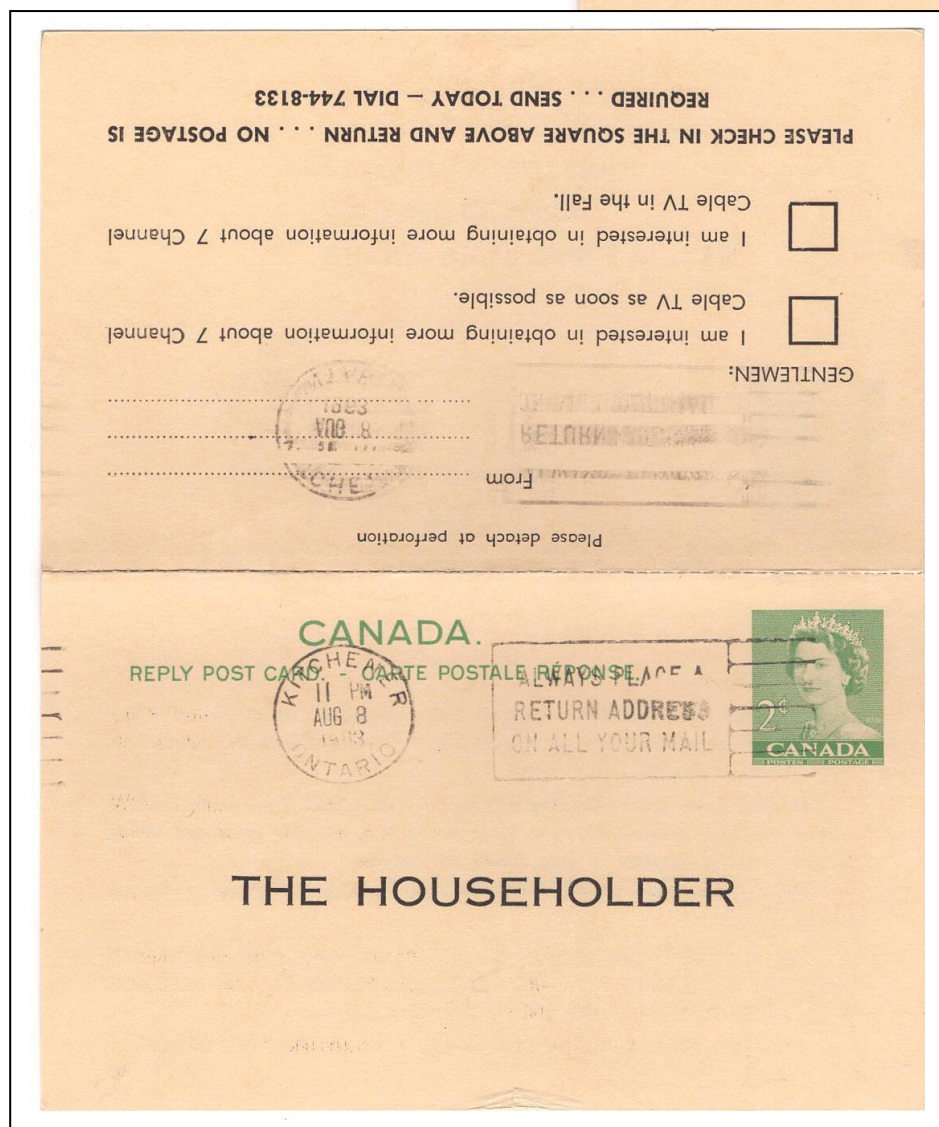 Please detach at perforation
From
GENTLEMEN:
I am interested in obtaining more information about 7 Channel
Cable TV as soon as possible.
I am interested in obtaining more information about 7 Channel
Cable TV in the Fall.
PLEASE CHECK IN THE SQUARE ABOVE AND RETURN . . . NO POSTAGE IS
REQUIRED . . . SEND TODAY — DIAL 744-8133
CANADA.
REPLY POST CARD. - CARTE POSTALE RÉPONSE.
KITCHENER
11 PM
AUG 8
1963
ONTARIO
ALWAYS PLACE A
RETURN ADDRESS
ON ALL YOUR MAIL
2¢
CANADA
POSTES POSTAGE
THE HOUSEHOLDER